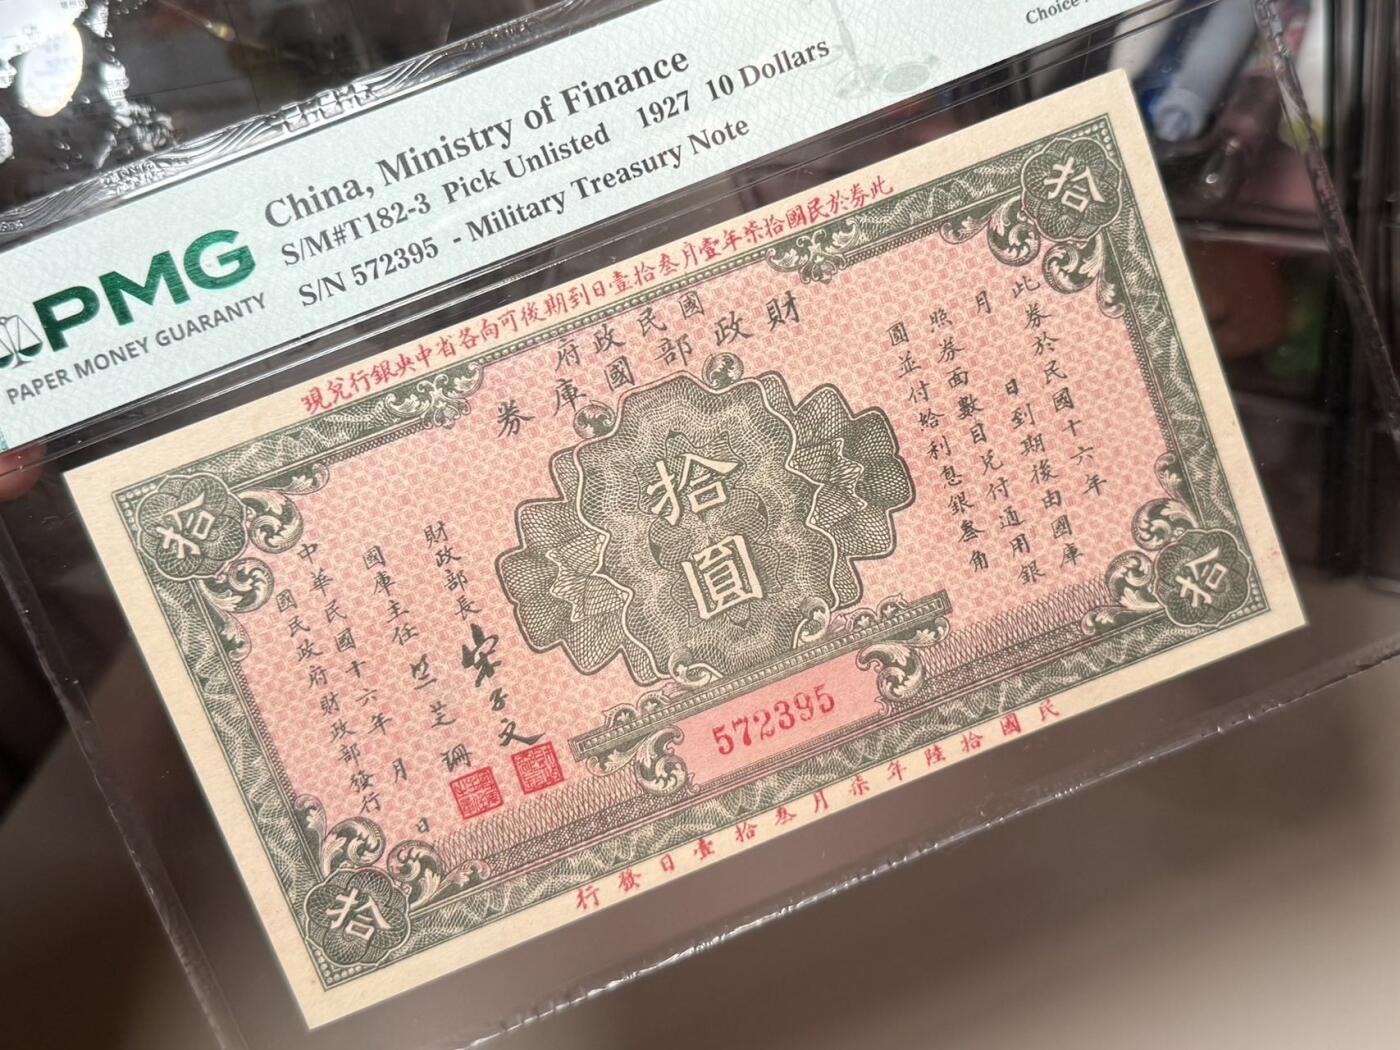 Choice
China, Ministry of Finance
S/M#T182-3 Pick Unlisted 1927 10 Dollars
S/N 572395 - Military Treasury Note
PMG
PAPER MONEY GUARANTY
此券於民國拾柒年壹月叁拾壹日到期後可向各省中央銀行兌現
國民政府
財政部國庫券
拾
拾
拾
拾
拾圓
此券於民國十六年
月 日到期後由國庫
照券面數目兌付通用銀
圓並付給利息銀叁角
財政部長 宋子文
國庫主任
中華民國十六年 月 日
國民政府財政部發行
572395
民國拾陸年柒月叁拾壹日發行